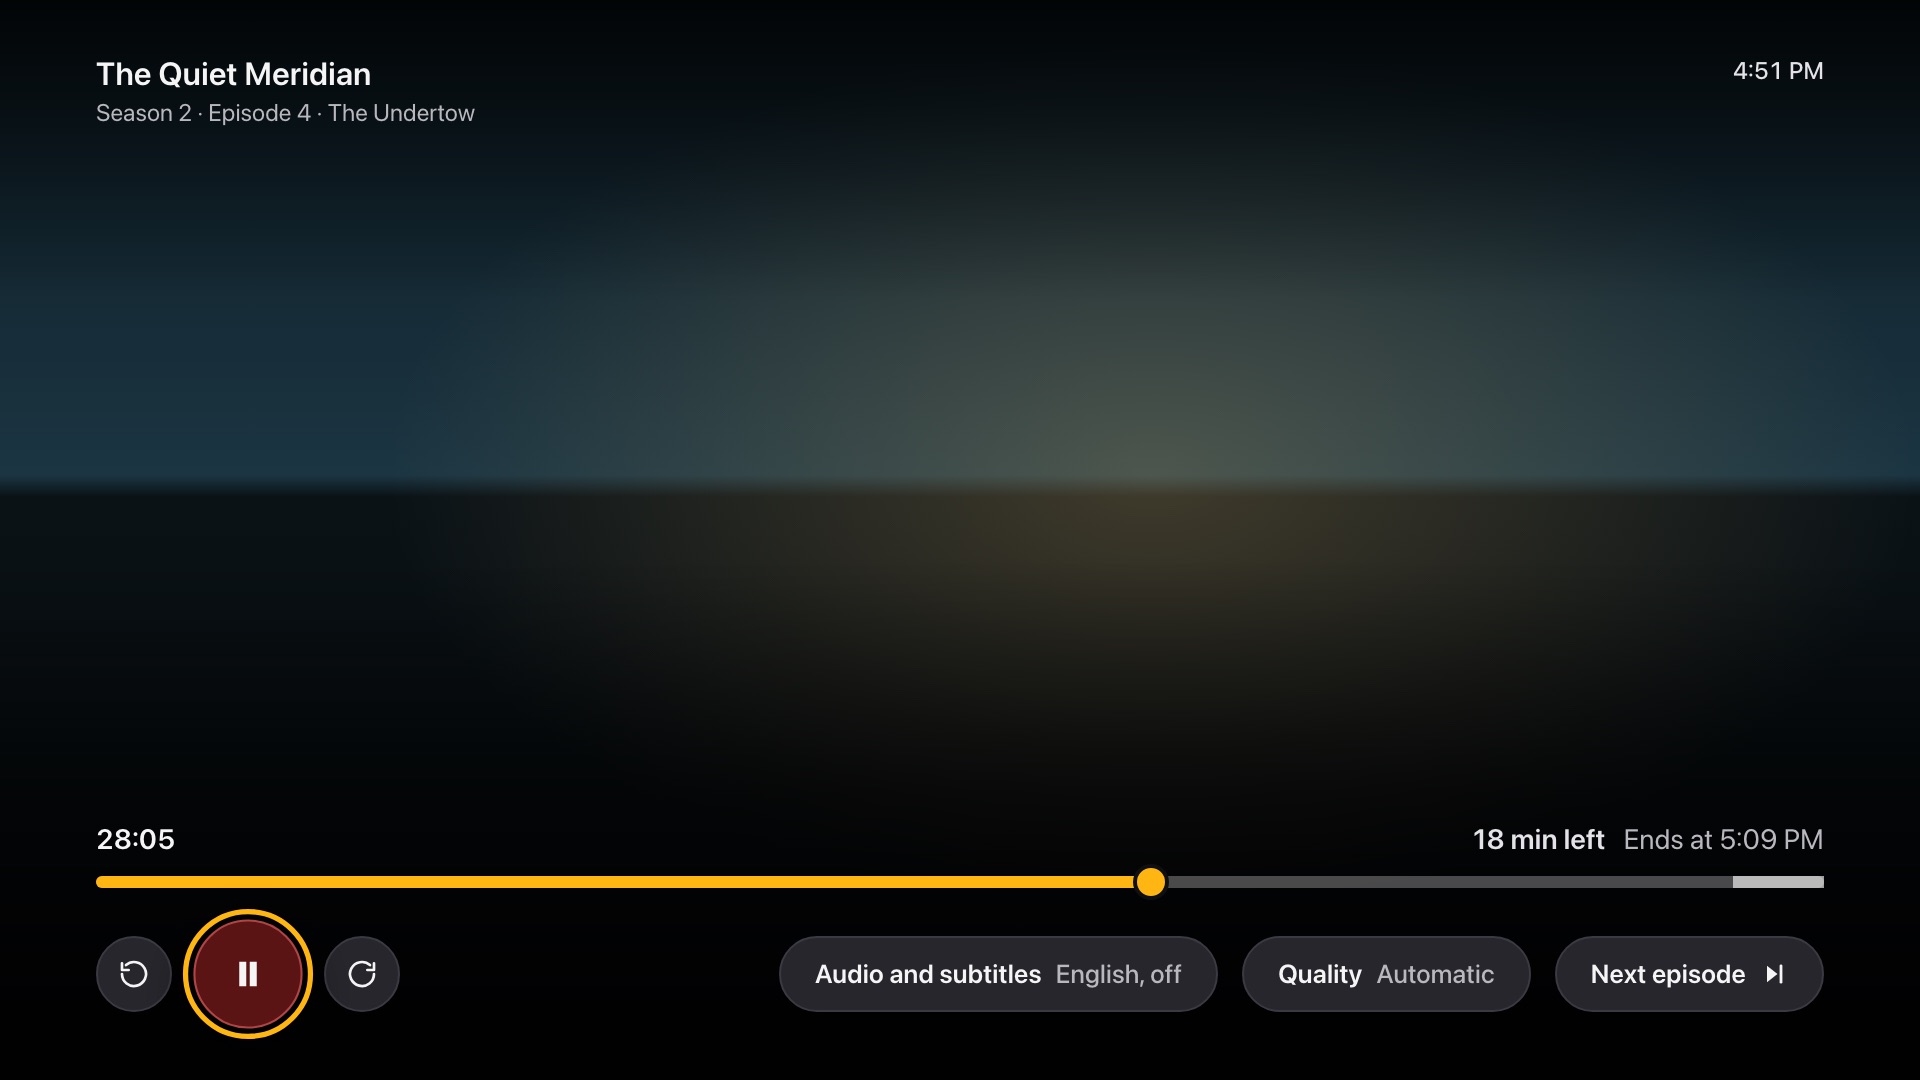 The Quiet Meridian
4:51 PM
Season 2 · Episode 4 · The Undertow
28:05
18 min left Ends at 5:09 PM
Audio and subtitles English, off
Quality Automatic
Next episode